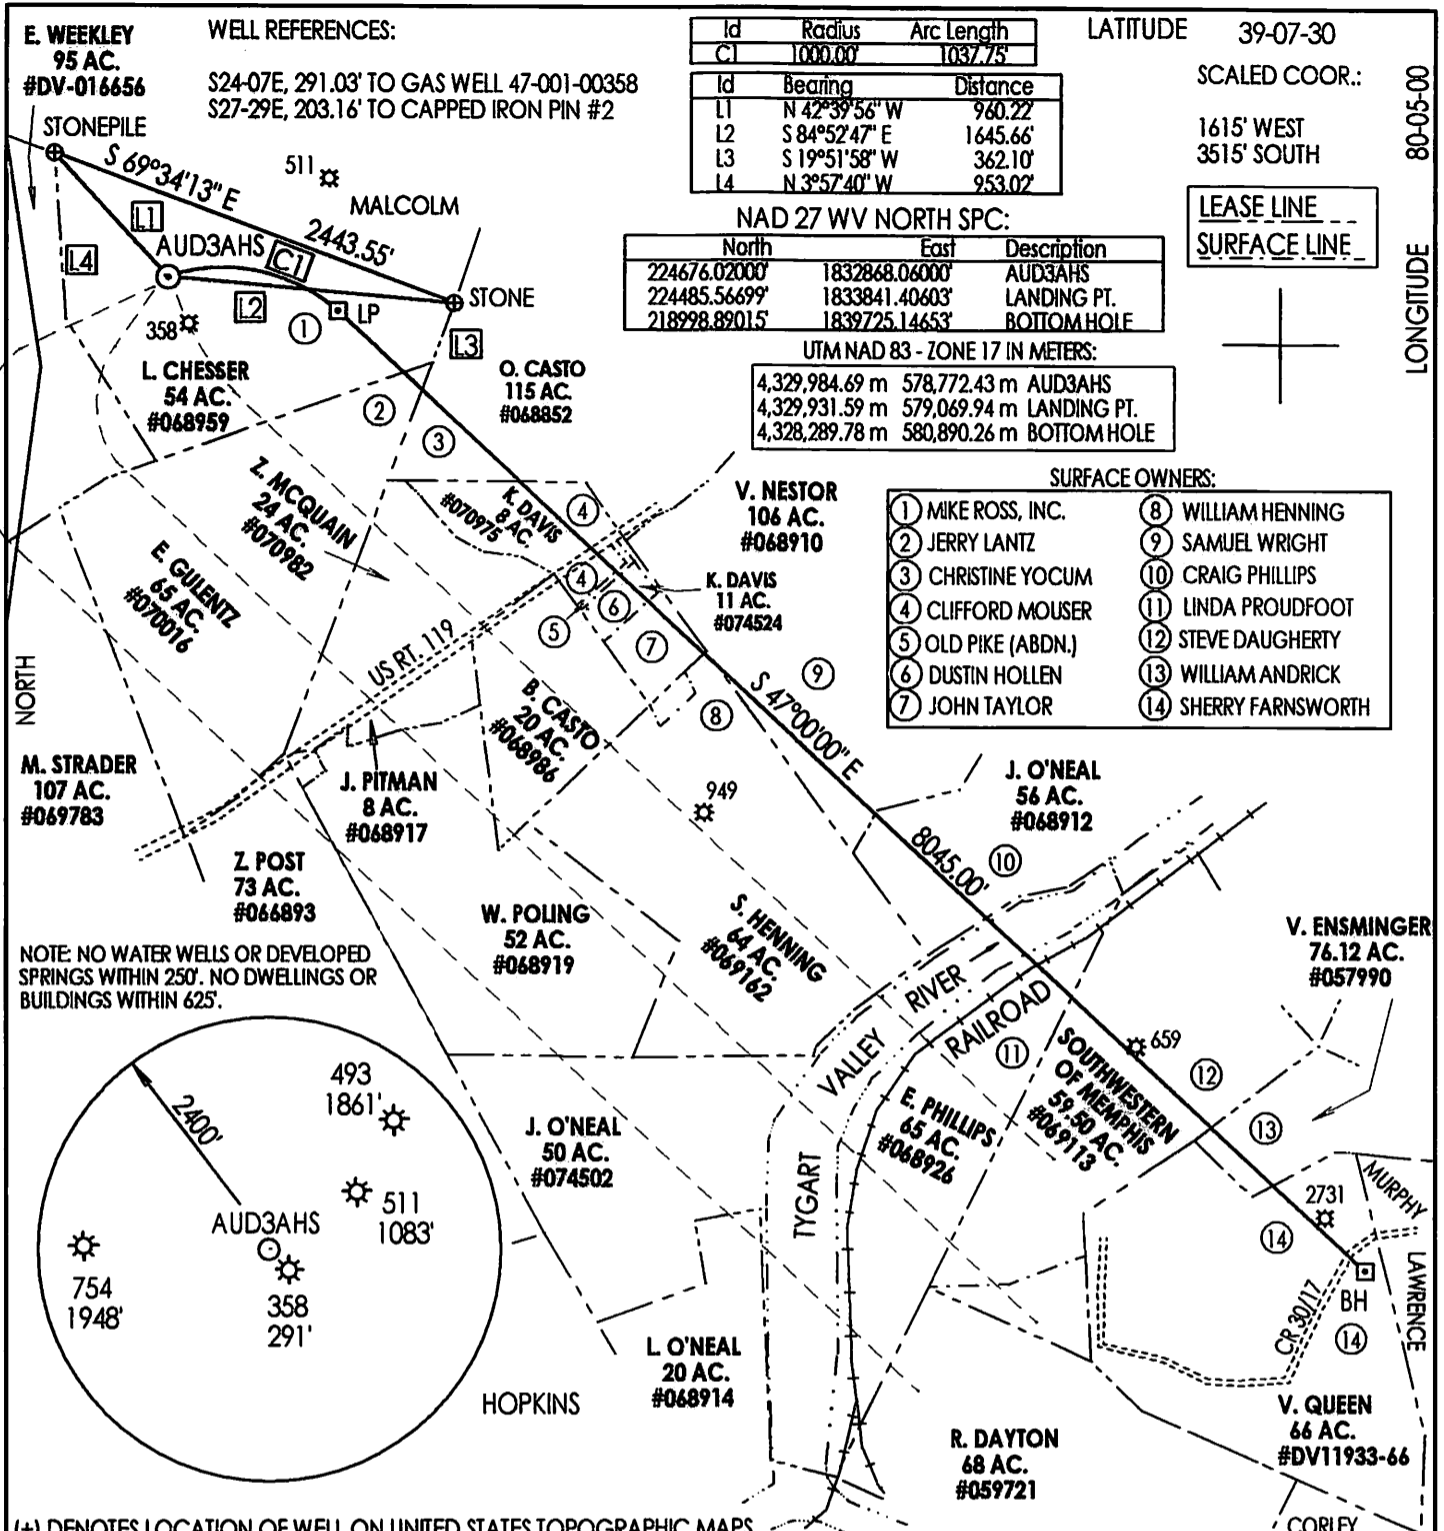 E. WEEKLEY
95 AC.
#DV-016656
WELL REFERENCES:
S24-07E, 291.03' TO GAS WELL 47-001-00358
S27-29E, 203.16' TO CAPPED IRON PIN #2
Id Radius Arc Length
C1 1000.00' 1037.75'
Id Bearing Distance
L1 N 42°39'56" W 960.22'
L2 S 84°52'47" E 1645.66'
L3 S 19°51'58" W 362.10'
L4 N 3°57'40" W 953.02'
LATITUDE 39-07-30
SCALED COOR.:
1615' WEST
3515' SOUTH
LONGITUDE 80-05-00
LEASE LINE
SURFACE LINE
NAD 27 WV NORTH SPC:
North East Description
224676.02000' 1832868.06000' AUD3AHS
224485.56699' 1833841.40603' LANDING PT.
218998.89015' 1839725.14653' BOTTOM HOLE
UTM NAD 83 - ZONE 17 IN METERS:
4,329,984.69 m 578,772.43 m AUD3AHS
4,329,931.59 m 579,069.94 m LANDING PT.
4,328,289.78 m 580,890.26 m BOTTOM HOLE
SURFACE OWNERS:
1 MIKE ROSS, INC. 8 WILLIAM HENNING
2 JERRY LANTZ 9 SAMUEL WRIGHT
3 CHRISTINE YOCUM 10 CRAIG PHILLIPS
4 CLIFFORD MOUSER 11 LINDA PROUDFOOT
5 OLD PIKE (ABDN.) 12 STEVE DAUGHERTY
6 DUSTIN HOLLEN 13 WILLIAM ANDRICK
7 JOHN TAYLOR 14 SHERRY FARNSWORTH
STONEPILE
S 69°34'13" E
2443.55'
511
MALCOLM
L1
AUD3AHS
C1
L4
L2
STONE
LP
1
358
L3
L. CHESSER
54 AC.
#068959
O. CASTO
115 AC.
#068852
2
3
Z. MCQUAIN
24 AC.
#070982
K. DAVIS
8 AC.
#070975
4
V. NESTOR
106 AC.
#068910
E. GULENTZ
65 AC.
#070016
4
K. DAVIS
11 AC.
#074524
6
5
7
US RT. 119
NORTH
9
S 47°00'00" E
8045.00'
8
B. CASTO
20 AC.
#068986
M. STRADER
107 AC.
#069783
J. PITMAN
8 AC.
#068917
949
J. O'NEAL
56 AC.
#068912
10
Z. POST
73 AC.
#066893
W. POLING
52 AC.
#068919
S. HENNING
64 AC.
#069162
V. ENSMINGER
76.12 AC.
#057990
NOTE: NO WATER WELLS OR DEVELOPED
SPRINGS WITHIN 250'. NO DWELLINGS OR
BUILDINGS WITHIN 625'.
TYGART
VALLEY
RIVER
RAILROAD
11
659
12
SOUTHWESTERN
OF MEMPHIS
59.50 AC.
#069113
13
E. PHILLIPS
65 AC.
#068926
2400'
493
1861'
511
1083'
AUD3AHS
754
1948'
358
291'
J. O'NEAL
50 AC.
#074502
2731
MURPHY
14
BH
LAWRENCE
CR 30/17
14
HOPKINS
L. O'NEAL
20 AC.
#068914
R. DAYTON
68 AC.
#059721
V. QUEEN
66 AC.
#DV11933-66
CORLEY
(+) DENOTES LOCATION OF WELL ON UNITED STATES TOPOGRAPHIC MAPS